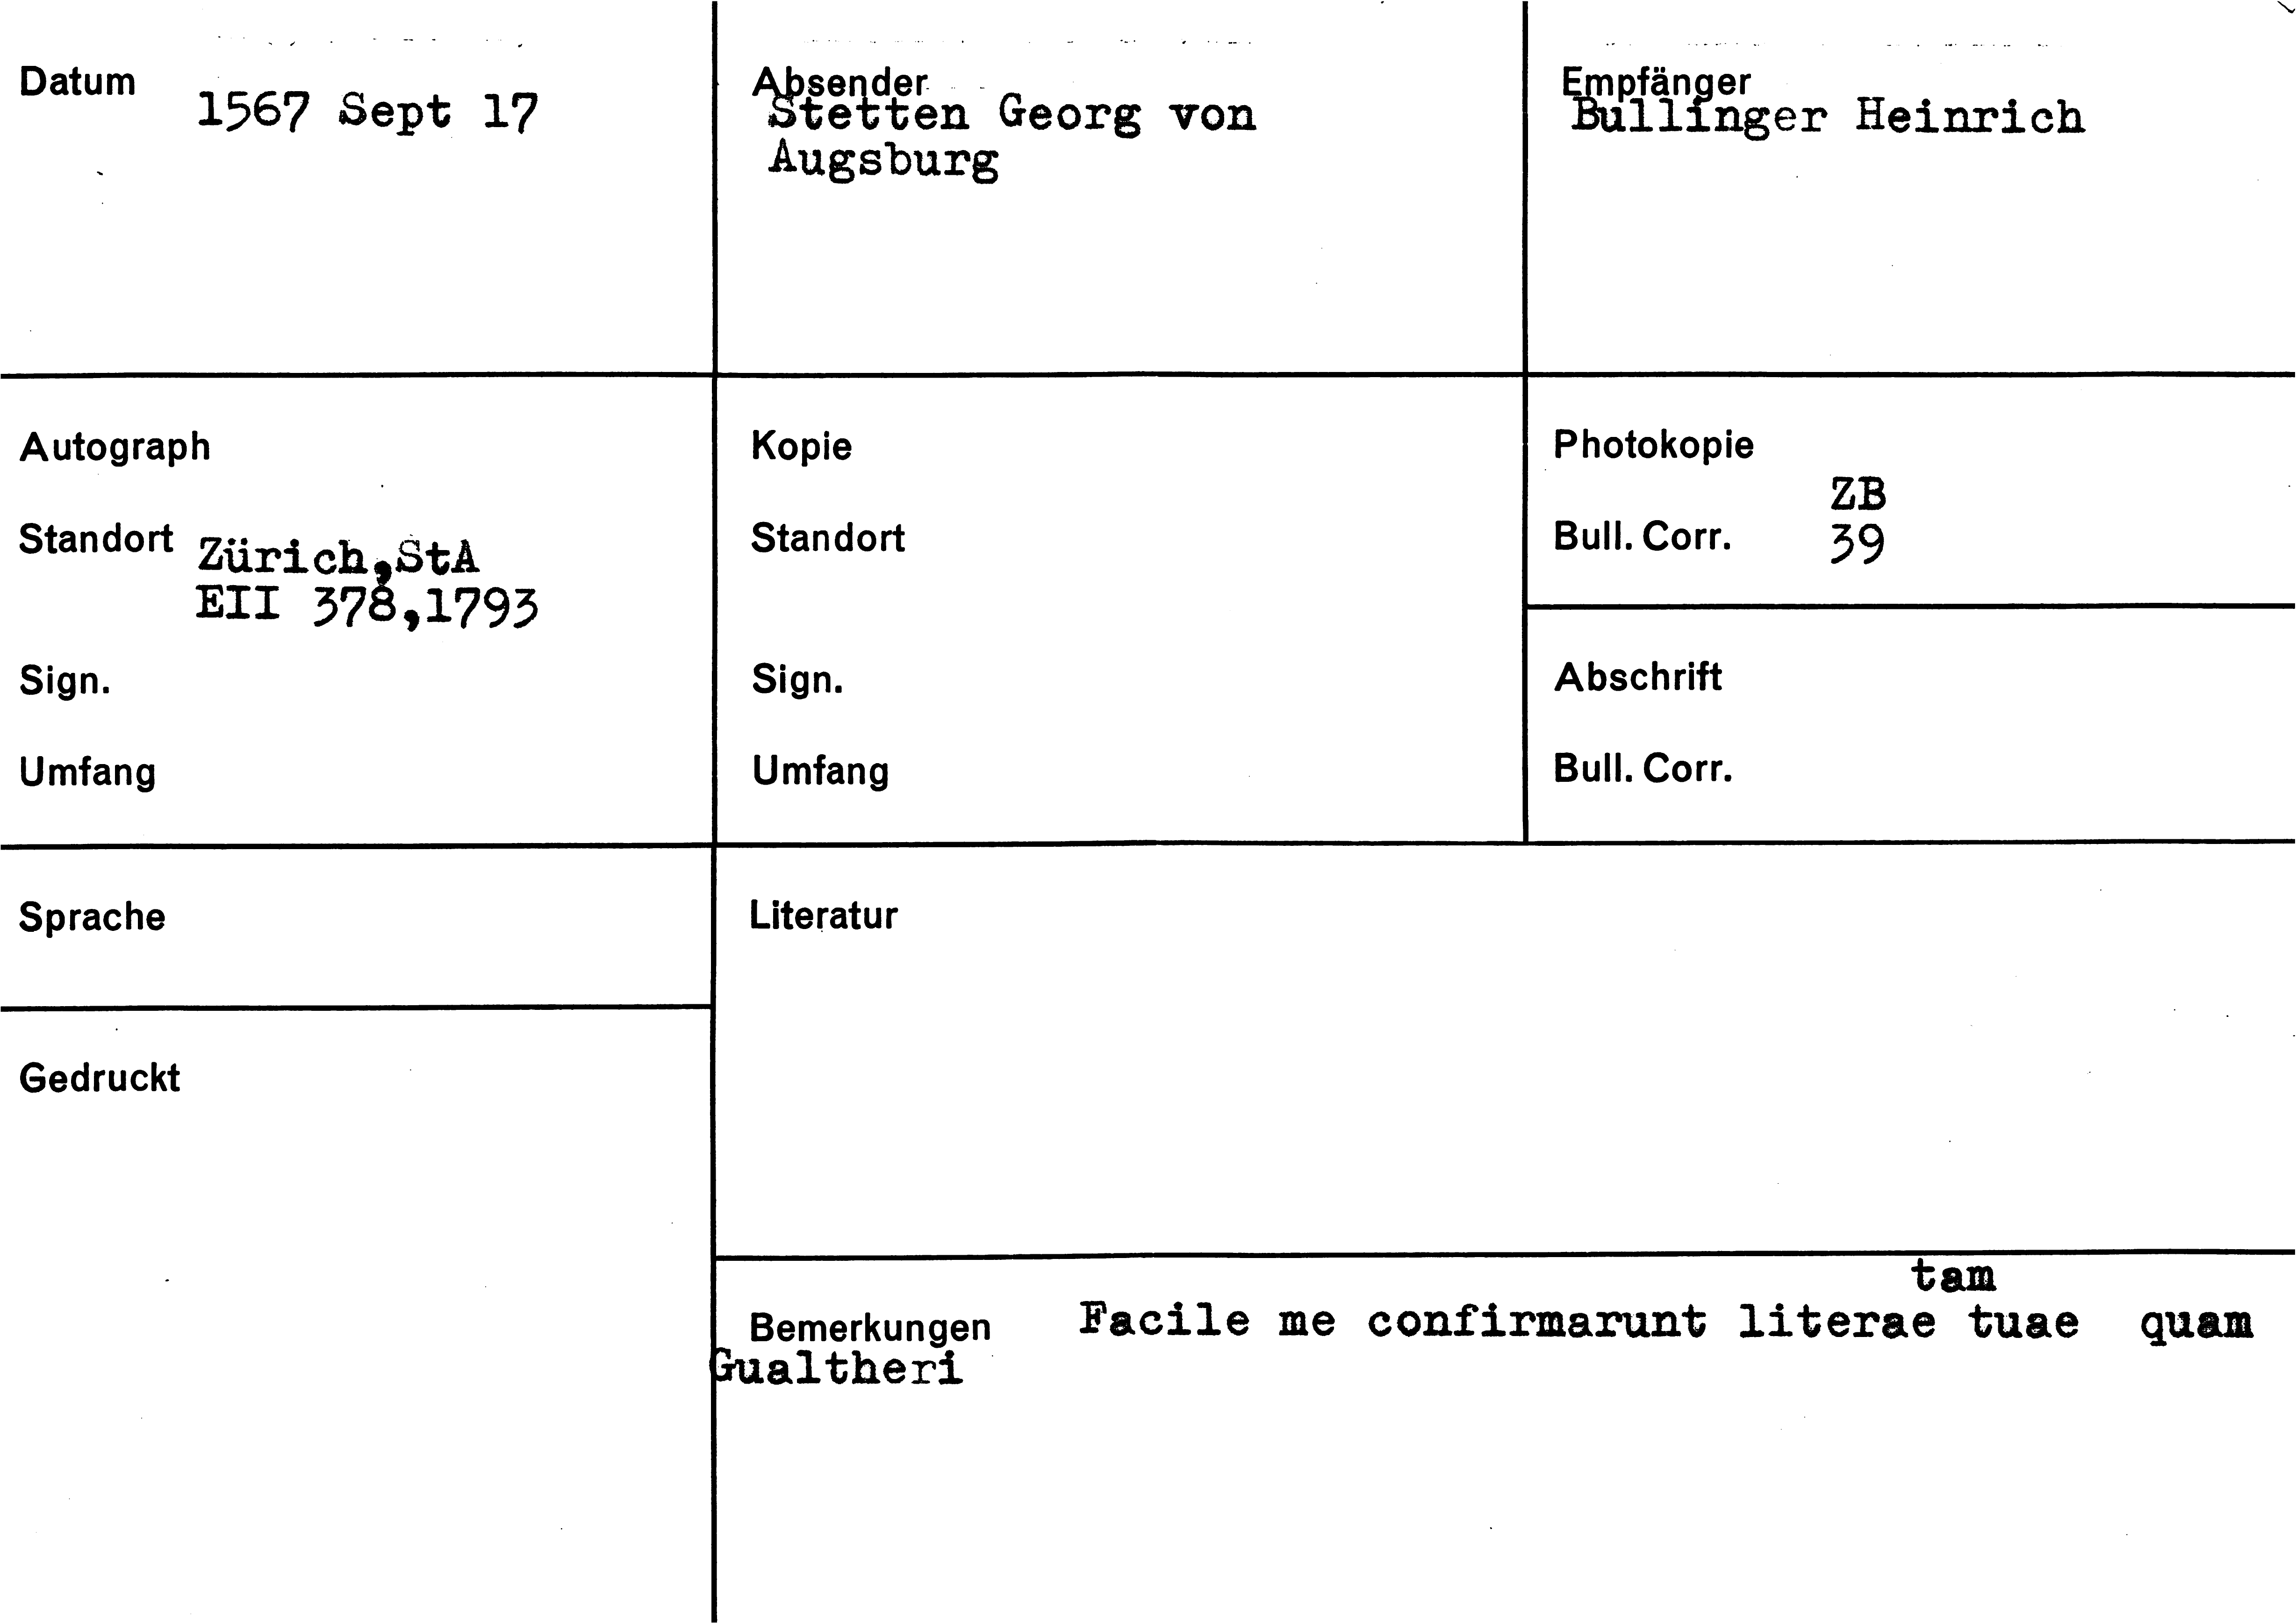 Datum
1567 Sept 17
Absender
Stetten Georg von
Augsburg
Empfänger
Bullinger Heinrich
Autograph
Standort
Zürich,StA
EII 378,1793
Sign.
Umfang
Kopie
Standort
Sign.
Umfang
Photokopie
ZB
Bull. Corr. 39
Abschrift
Bull. Corr.
Sprache
Gedruckt
Literatur
tam
Bemerkungen Facile me confirmarunt literae tuae quam
Gualtheri